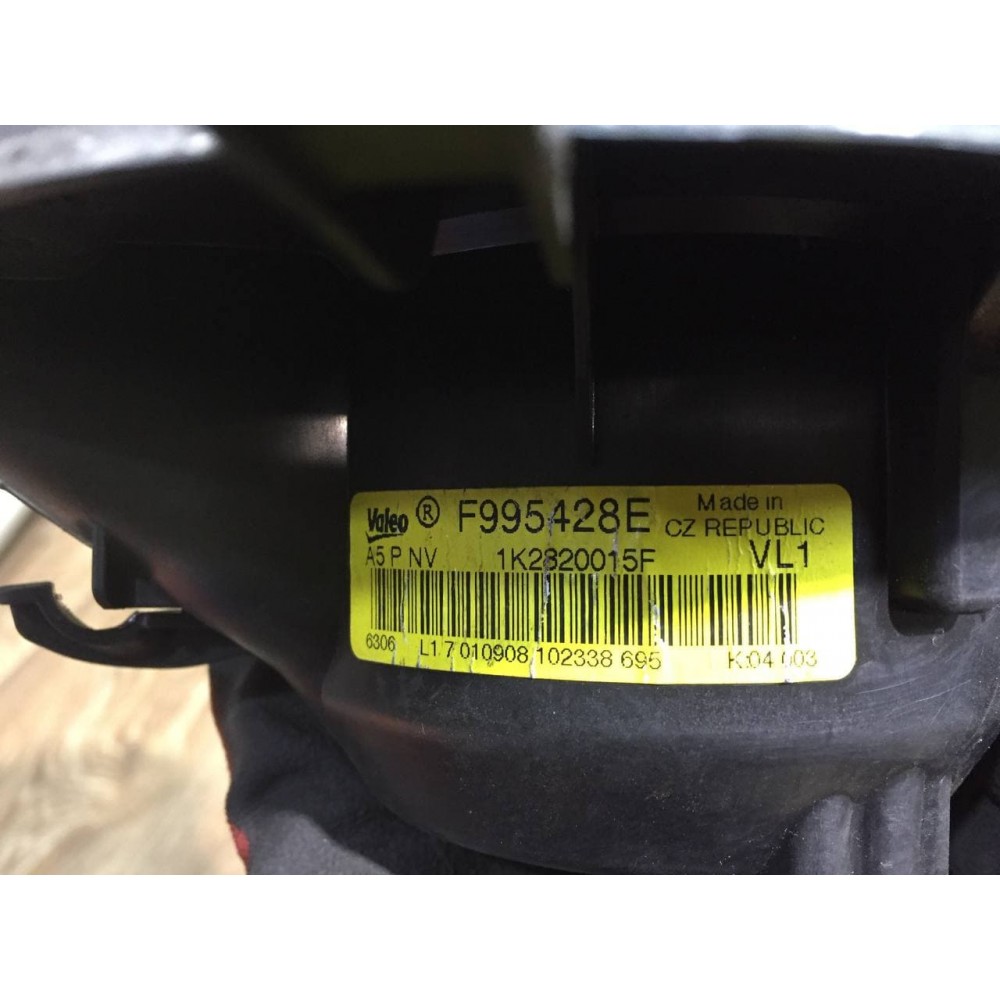 Valeo ® F995428E Made in
CZ REPUBLIC
A5 P NV 1K2820015F VL1
6306 L1 7 010908 102338 695 K:04 003